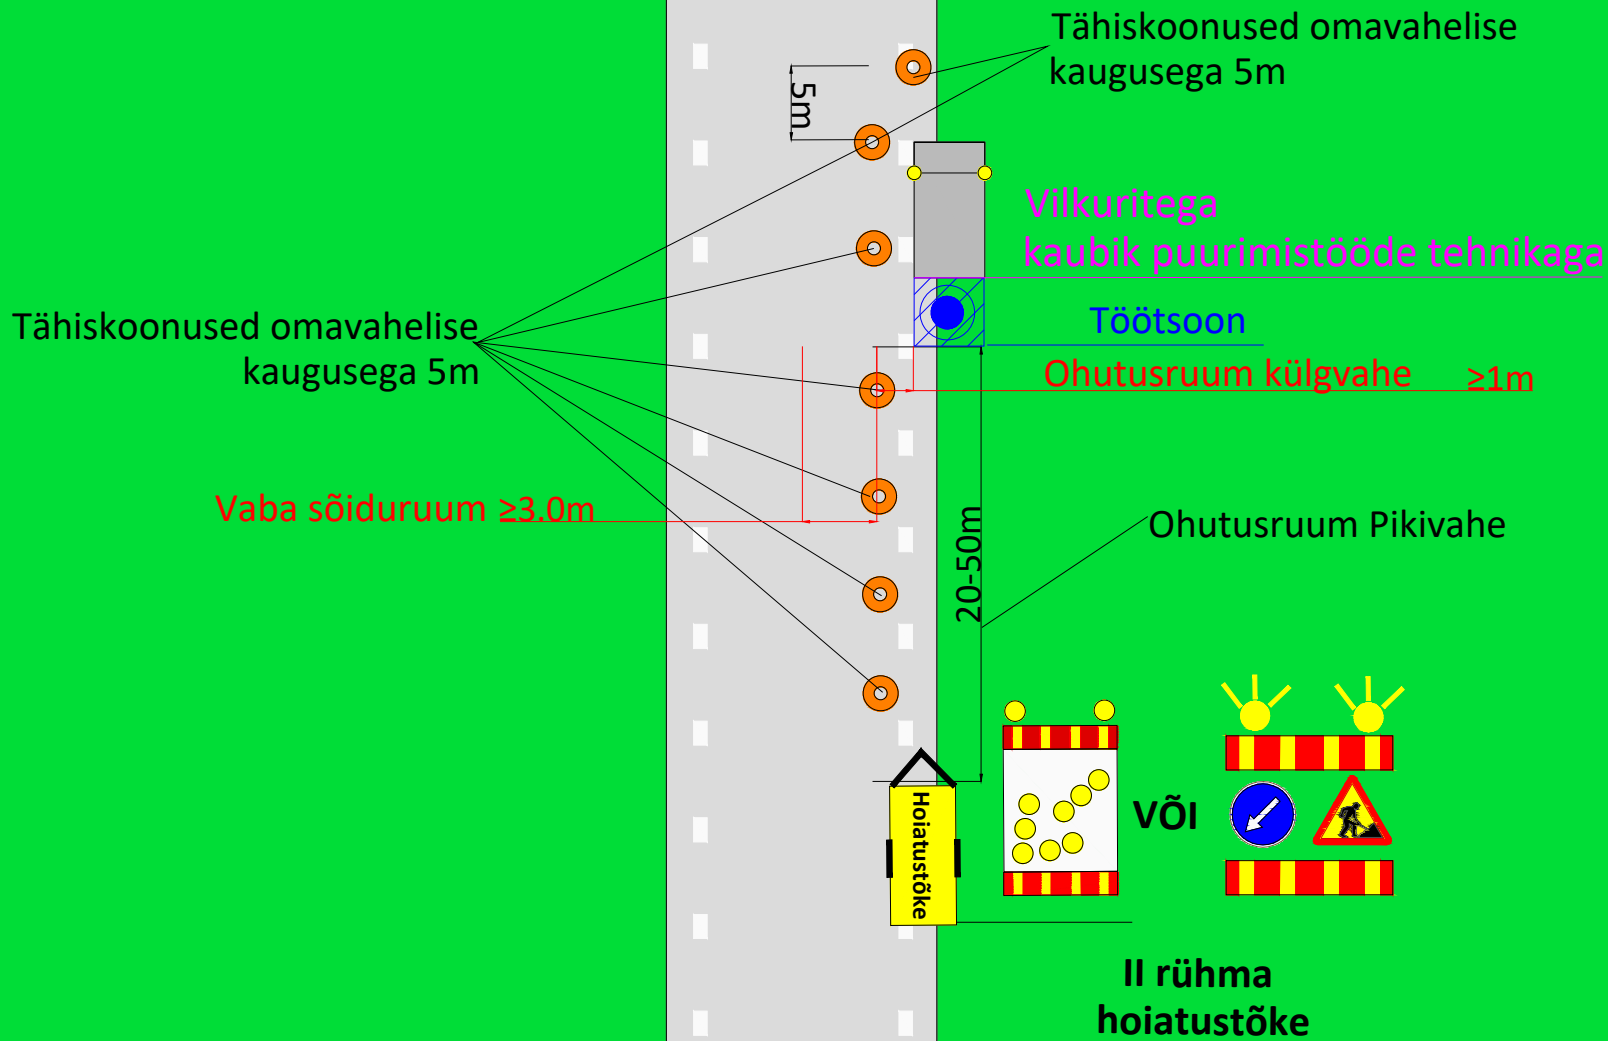 Tähiskoonused omavahelise
kaugusega 5m
5m
Vilkuritega
kaubik puurimistööde tehnikaga
Töötsoon
Tähiskoonused omavahelise
kaugusega 5m
Ohutusruum külgvahe ≥1m
Vaba sõiduruum ≥3.0m
20-50m
Ohutusruum Pikivahe
Hoiatustõke
VÕI
II rühma
hoiatustõke